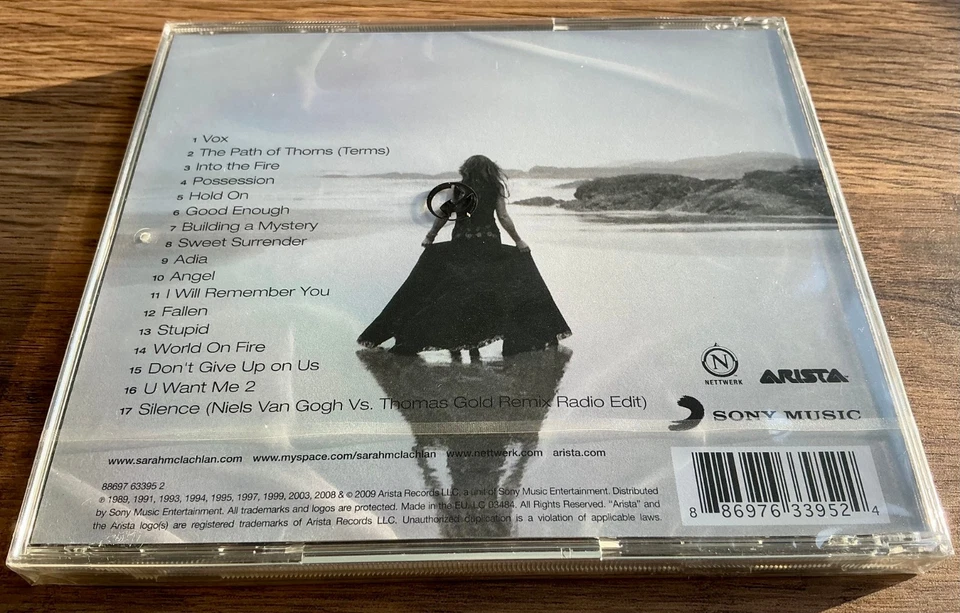 1 Vox
2 The Path of Thorns (Terms)
3 Into the Fire
4 Possession
5 Hold On
6 Good Enough
7 Building a Mystery
8 Sweet Surrender
9 Adia
10 Angel
11 I Will Remember You
12 Fallen
13 Stupid
14 World On Fire
15 Don't Give Up on Us
16 U Want Me 2
17 Silence (Niels Van Gogh Vs. Thomas Gold Remix Radio Edit)
N
NETTWERK
ARISTA
SONY MUSIC
www.sarahmclachlan.com www.myspace.com/sarahmclachlan www.nettwerk.com arista.com
88697 63395 2
℗ 1989, 1991, 1993, 1994, 1995, 1997, 1999, 2003, 2008 & © 2009 Arista Records LLC, a unit of Sony Music Entertainment. Distributed
by Sony Music Entertainment. All trademarks and logos are protected. Made in the EU. LC 03484. All Rights Reserved. "Arista" and
the Arista logo(s) are registered trademarks of Arista Records LLC. Unauthorized duplication is a violation of applicable laws.
8 86976 33952 4